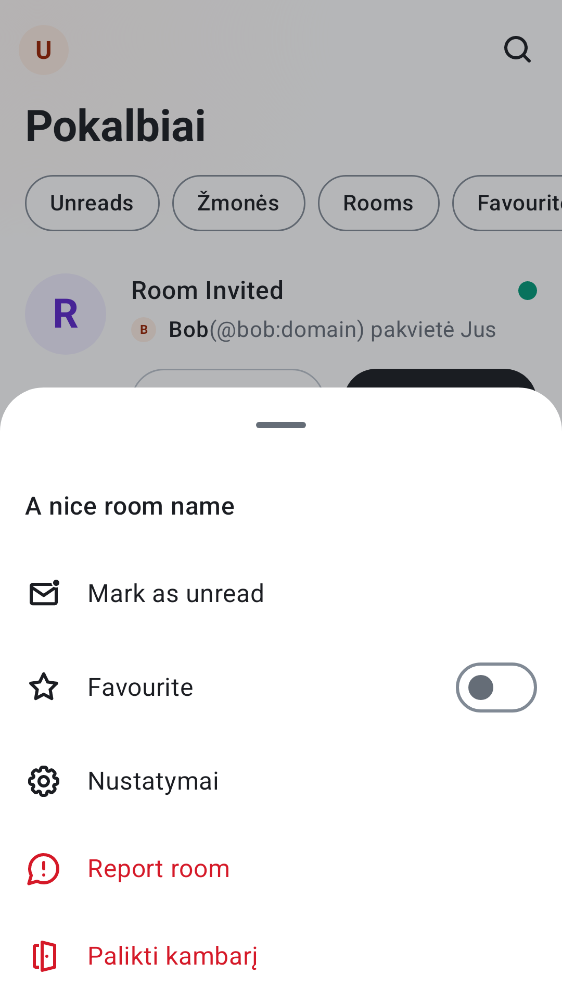 U
Pokalbiai
Unreads Žmonės Rooms Favourite
R
Room Invited
B Bob(@bob:domain) pakvietė Jus
A nice room name
Mark as unread
Favourite
Nustatymai
Report room
Palikti kambarį